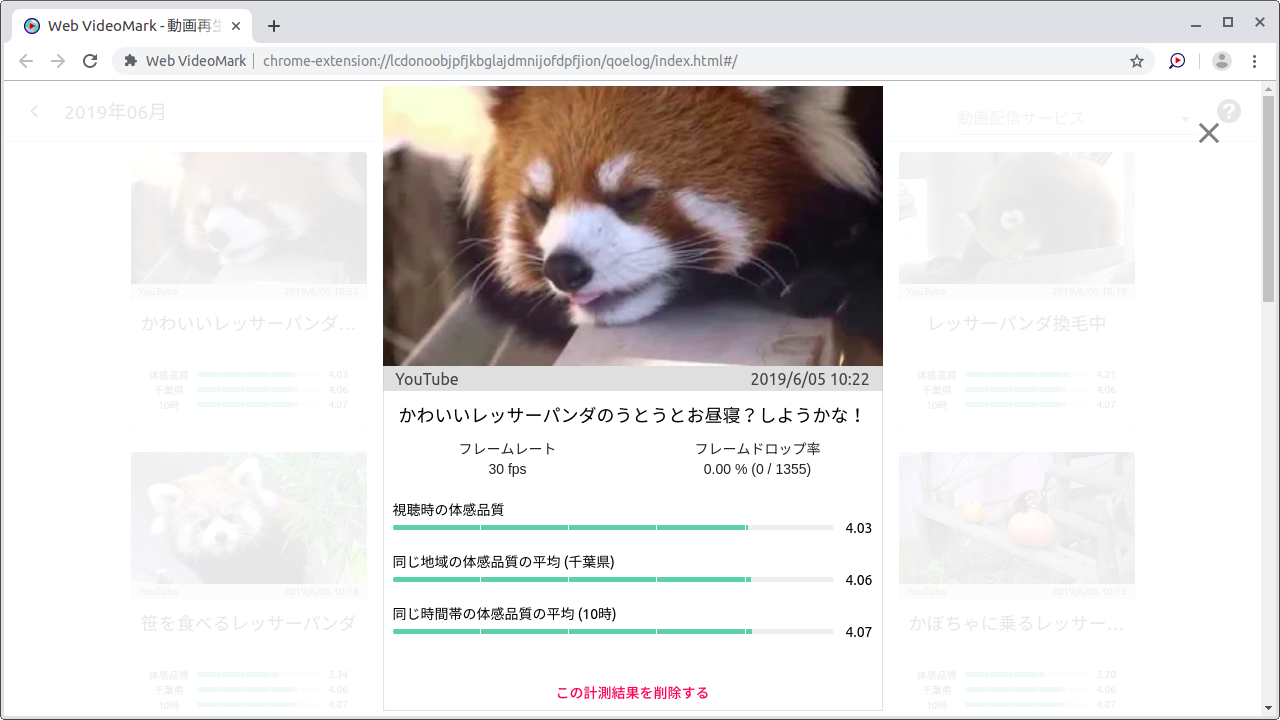 Web VideoMark - 動画再生
Web VideoMark
chrome-extension://lcdonoobjpfjkbglajdmnijofdpfjion/qoelog/index.html#/
2019年06月
動画配信サービス
?
YouTube 2019/6/05 10:22
かわいいレッサーパンダ…
体感品質 4.03
千葉県 4.06
10時 4.07
YouTube 2019/6/05 10:22
かわいいレッサーパンダのうとうとお昼寝？しようかな！
フレームレート
30 fps
フレームドロップ率
0.00 % (0 / 1355)
視聴時の体感品質
4.03
同じ地域の体感品質の平均 (千葉県)
4.06
同じ時間帯の体感品質の平均 (10時)
4.07
この計測結果を削除する
YouTube 2019/6/05 10:19
レッサーパンダ換毛中
体感品質 4.21
千葉県 4.06
10時 4.07
YouTube 2019/6/05 10:18
笹を食べるレッサーパンダ
体感品質 3.34
千葉県 4.06
10時 4.07
YouTube 2019/6/05 10:15
かぼちゃに乗るレッサー…
体感品質 3.20
千葉県 4.06
10時 4.07